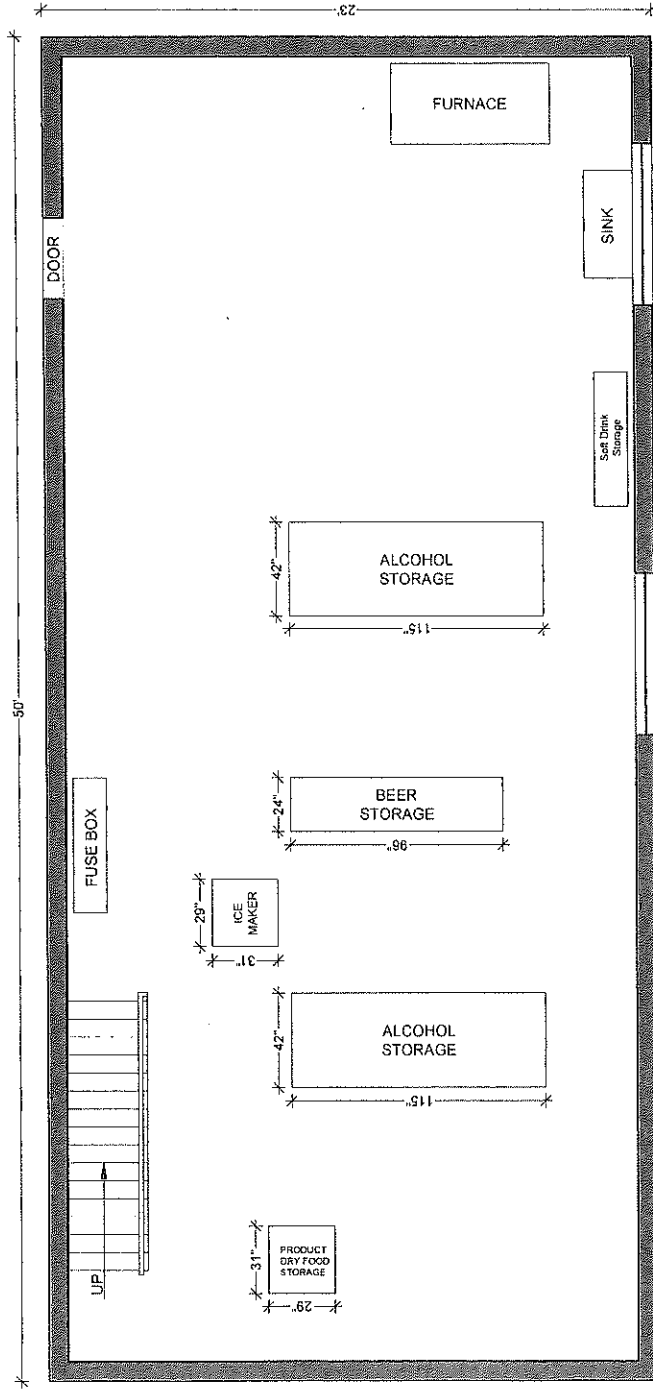 23'
50'
FURNACE
DOOR
SINK
Soft Drink
Storage
42"
ALCOHOL
STORAGE
115"
FUSE BOX
24"
BEER
STORAGE
96"
29"
ICE
MAKER
31"
42"
ALCOHOL
STORAGE
115"
UP
31"
PRODUCT
DRY FOOD
STORAGE
29"